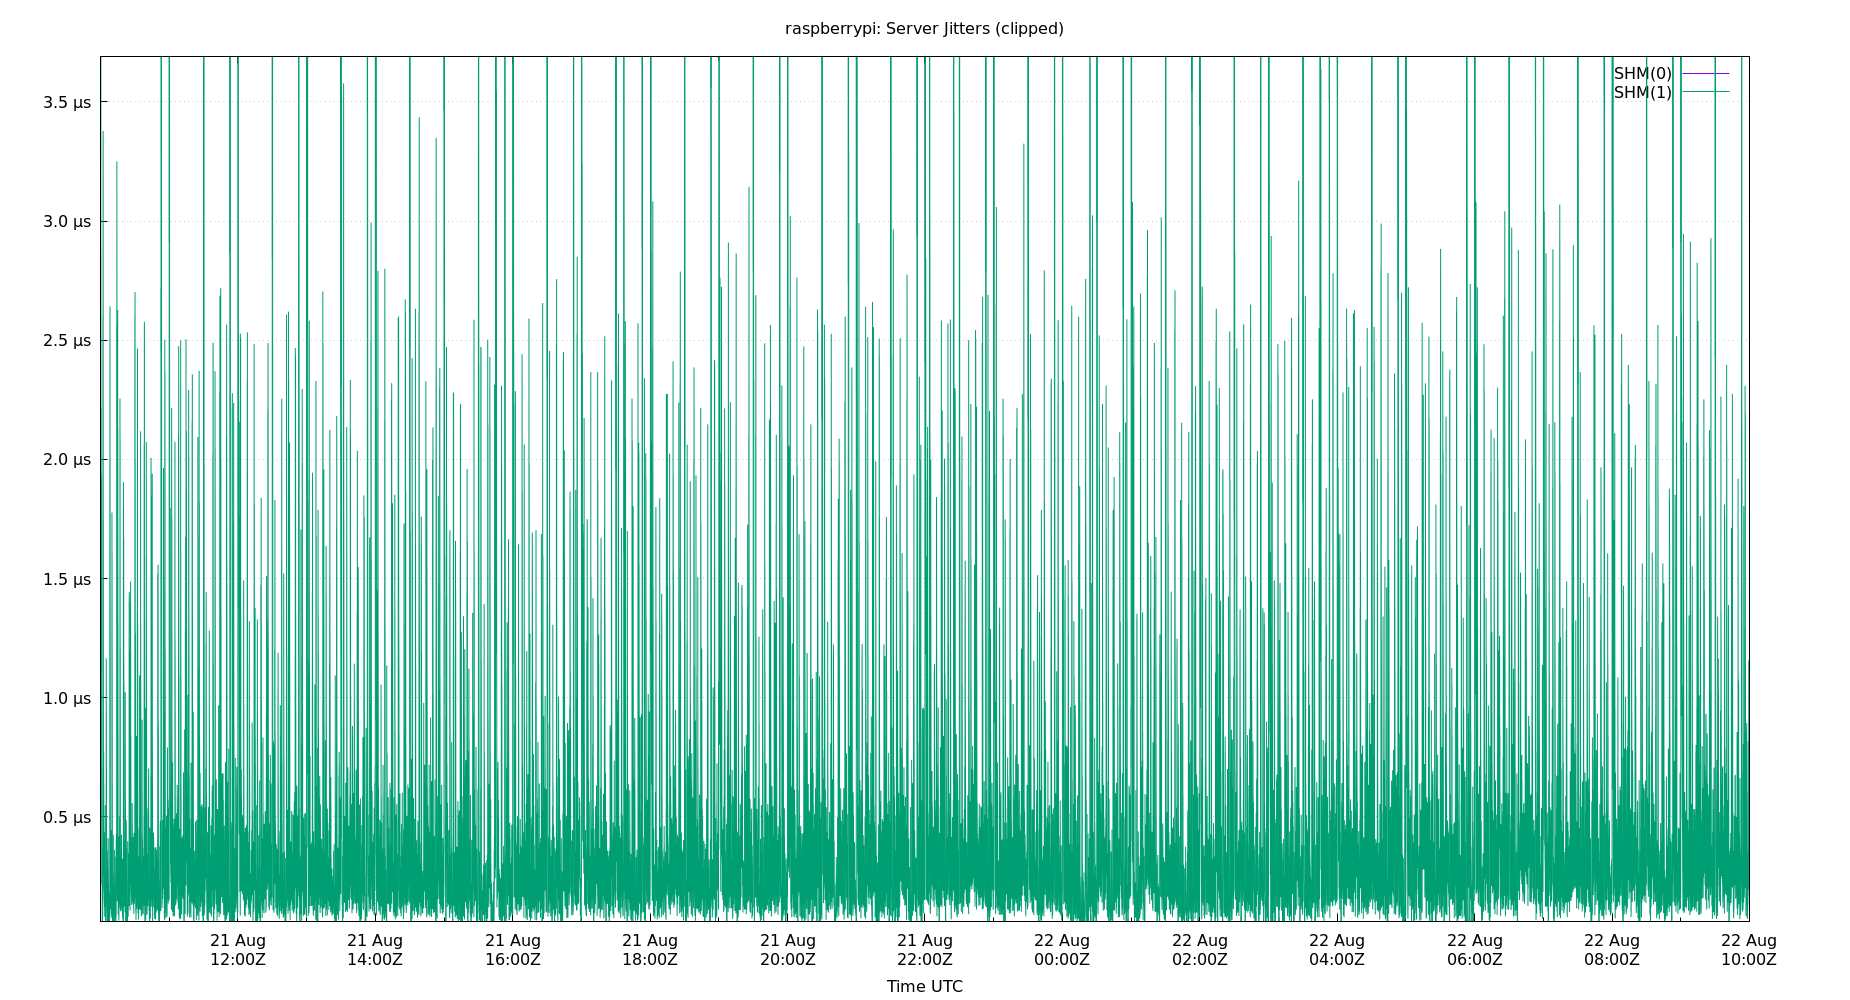 raspberrypi: Server Jitters (clipped)
SHM(0)
SHM(1)
3.5 µs
3.0 µs
2.5 µs
2.0 µs
1.5 µs
1.0 µs
0.5 µs
21 Aug 21 Aug 21 Aug 21 Aug 21 Aug 21 Aug 22 Aug 22 Aug 22 Aug 22 Aug 22 Aug 22 Aug
12:00Z 14:00Z 16:00Z 18:00Z 20:00Z 22:00Z 00:00Z 02:00Z 04:00Z 06:00Z 08:00Z 10:00Z
Time UTC